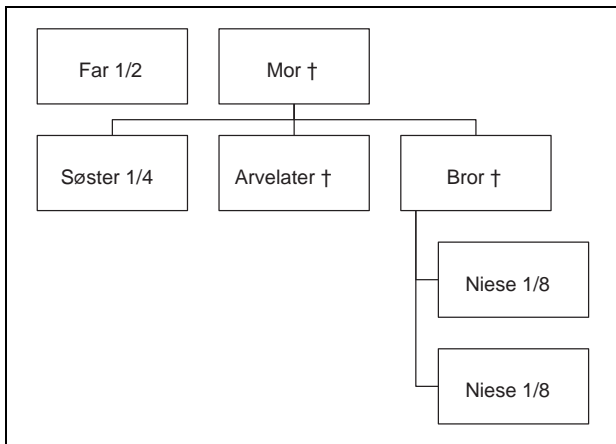 Far 1/2
Mor †
Søster 1/4
Arvelater †
Bror †
Niese 1/8
Niese 1/8